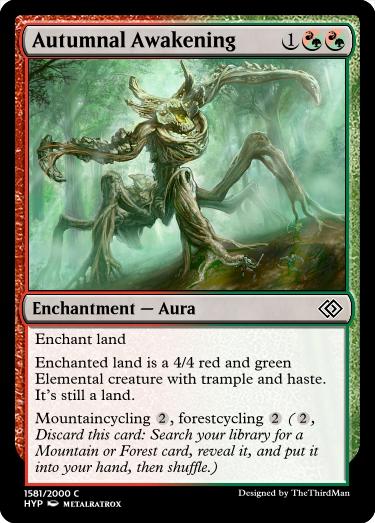 Autumnal Awakening 1
Enchantment — Aura
Enchant land
Enchanted land is a 4/4 red and green
Elemental creature with trample and haste.
It's still a land.
Mountaincycling 2, forestcycling 2 ( 2,
Discard this card: Search your library for a
Mountain or Forest card, reveal it, and put it
into your hand, then shuffle.)
1581/2000 C
HYP METALRATROX
Designed by TheThirdMan